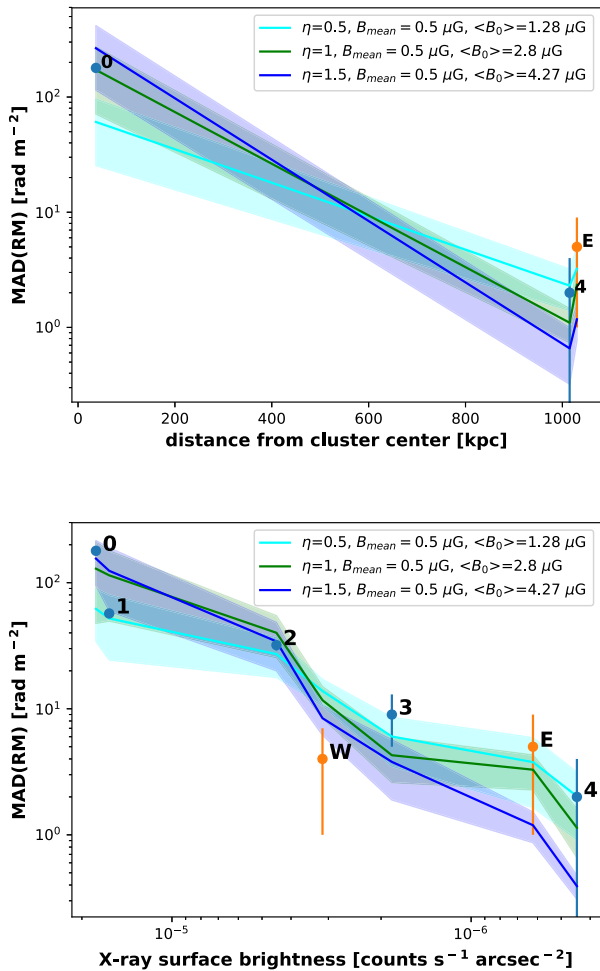 η=0.5, B_mean = 0.5 μG, <B_0>=1.28 μG
η=1, B_mean = 0.5 μG, <B_0>=2.8 μG
η=1.5, B_mean = 0.5 μG, <B_0>=4.27 μG
0
E
4
10^2
10^1
10^0
MAD(RM) [rad m^−2]
0 200 400 600 800 1000
distance from cluster center [kpc]
η=0.5, B_mean = 0.5 μG, <B_0>=1.28 μG
η=1, B_mean = 0.5 μG, <B_0>=2.8 μG
η=1.5, B_mean = 0.5 μG, <B_0>=4.27 μG
0
1
2
3
W
E
4
10^2
10^1
10^0
MAD(RM) [rad m^−2]
10^−5 10^−6
X-ray surface brightness [counts s^−1 arcsec^−2]